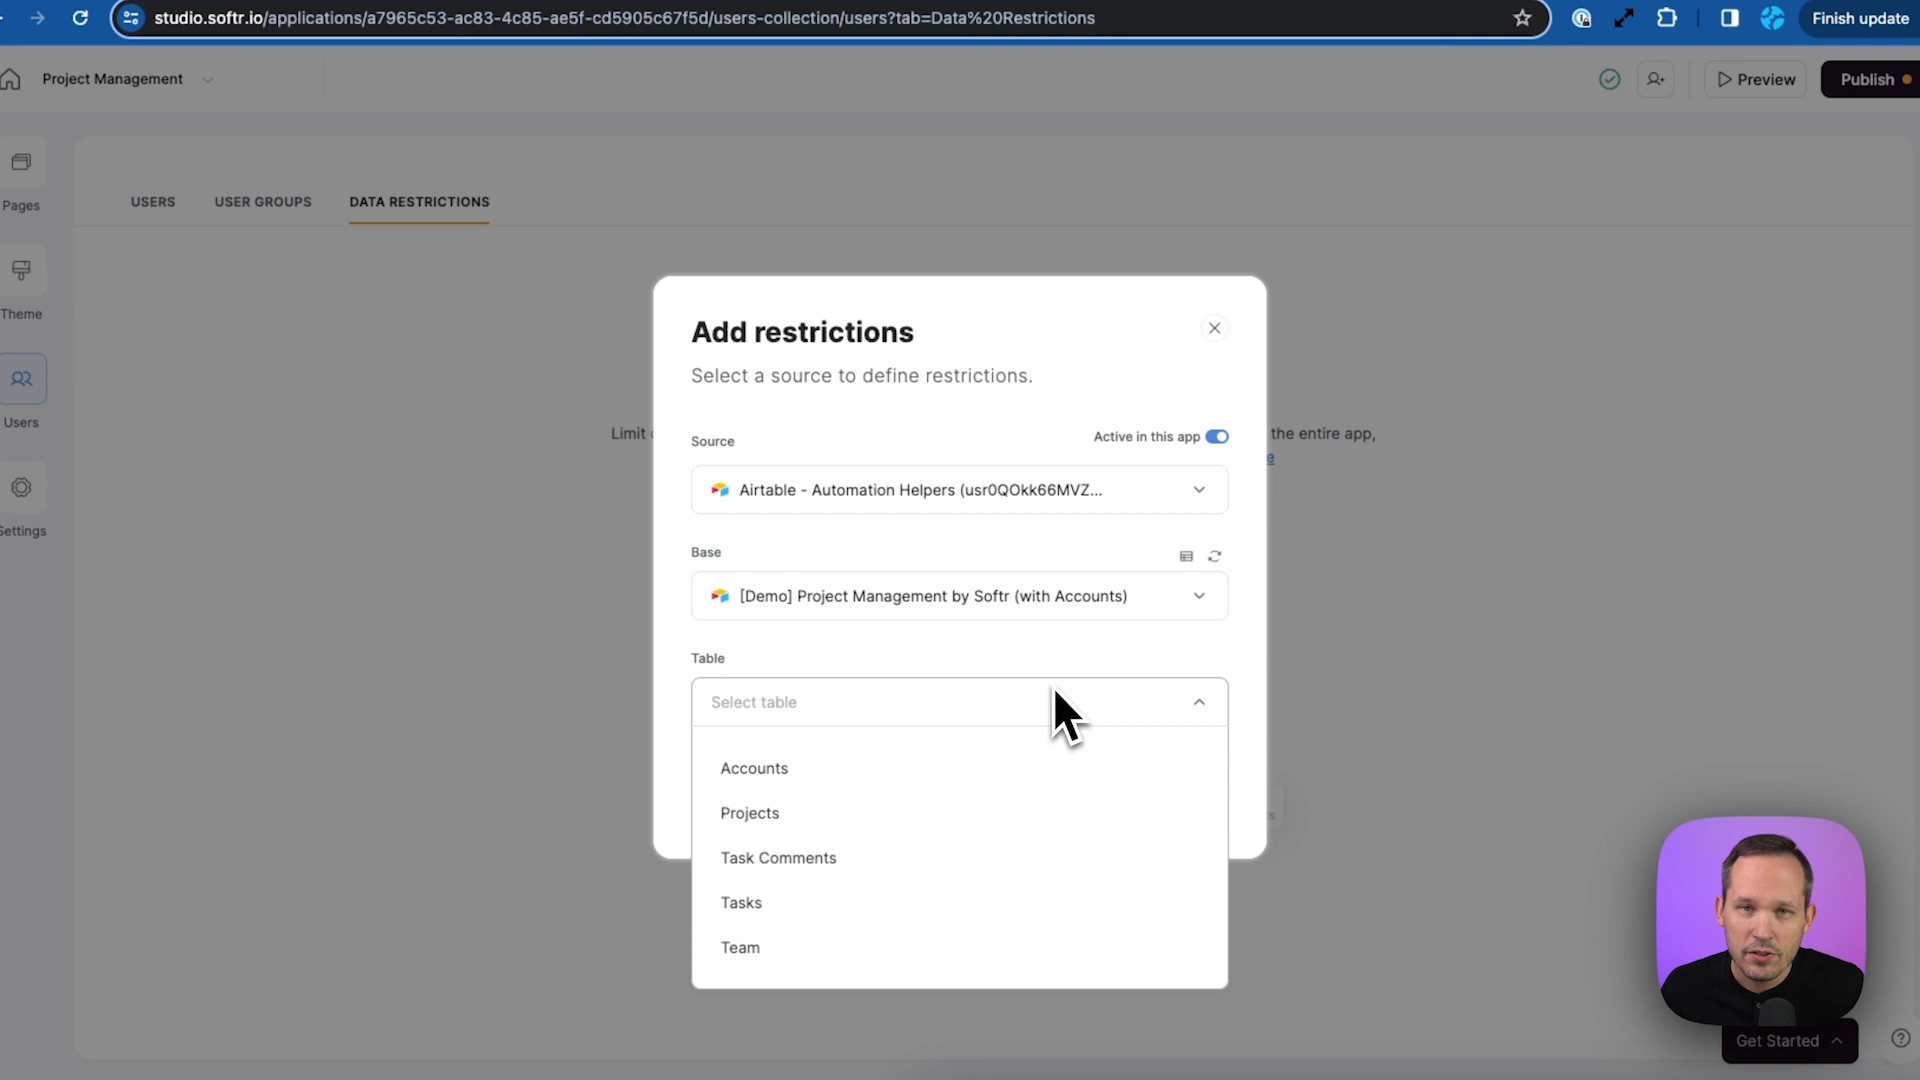 studio.softr.io/applications/a7965c53-ac83-4c85-ae5f-cd5905c67f5d/users-collection/users?tab=Data%20Restrictions
Finish update
Project Management
Preview
Publish
Pages
Theme
Users
Settings
USERS
USER GROUPS
DATA RESTRICTIONS
Limit
the entire app,
Add restrictions
Select a source to define restrictions.
Source
Active in this app
Airtable - Automation Helpers (usr0QOkk66MVZ...
Base
[Demo] Project Management by Softr (with Accounts)
Table
Select table
Accounts
Projects
Task Comments
Tasks
Team
Get Started